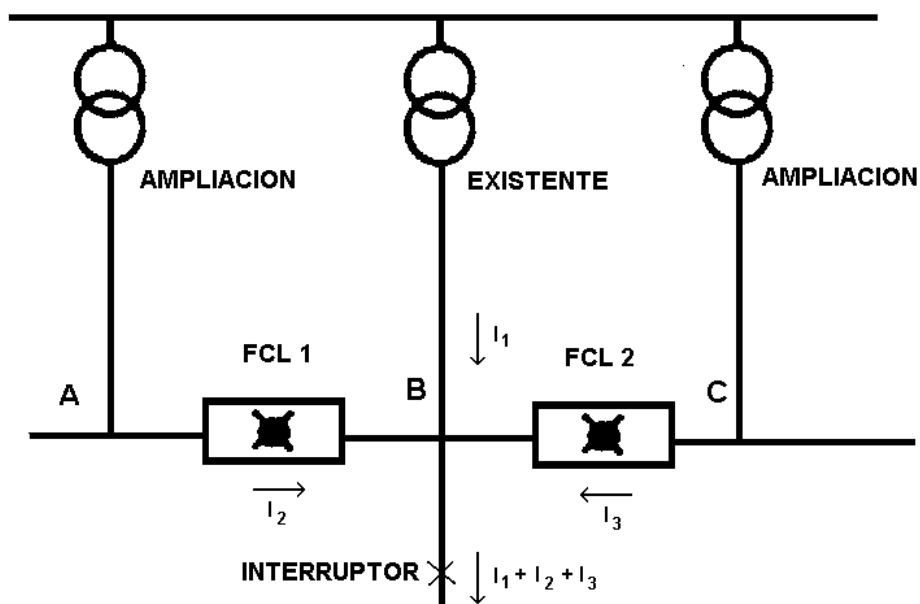 AMPLIACION
EXISTENTE
AMPLIACION
I1
FCL 1
FCL 2
A
B
C
I2
I3
INTERRUPTOR
I1 + I2 + I3